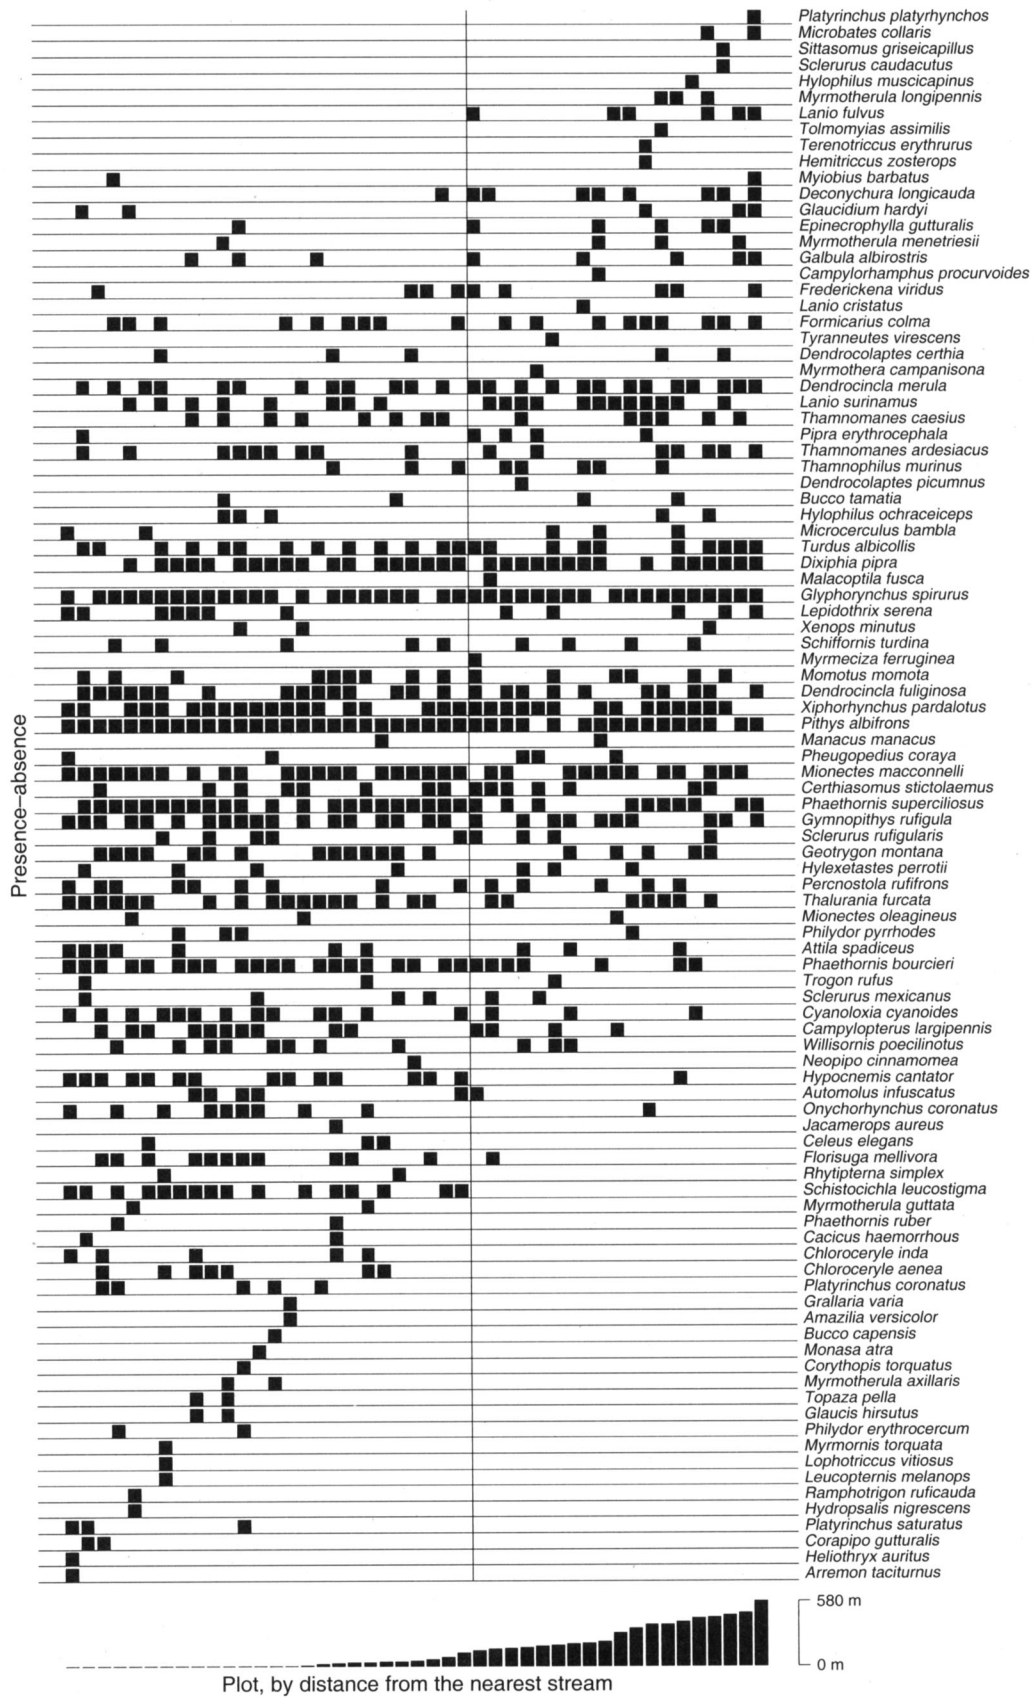 Platyrinchus platyrhynchos
Microbates collaris
Sittasomus griseicapillus
Sclerurus caudacutus
Hylophilus muscicapinus
Myrmotherula longipennis
Lanio fulvus
Tolmomyias assimilis
Terenotriccus erythrurus
Hemitriccus zosterops
Myiobius barbatus
Deconychura longicauda
Glaucidium hardyi
Epinecrophylla gutturalis
Myrmotherula menetriesii
Galbula albirostris
Campylorhamphus procurvoides
Frederickena viridus
Lanio cristatus
Formicarius colma
Tyranneutes virescens
Dendrocolaptes certhia
Myrmothera campanisona
Dendrocincla merula
Lanio surinamus
Thamnomanes caesius
Pipra erythrocephala
Thamnomanes ardesiacus
Thamnophilus murinus
Dendrocolaptes picumnus
Bucco tamatia
Hylophilus ochraceiceps
Microcerculus bambla
Turdus albicollis
Dixiphia pipra
Malacoptila fusca
Glyphorynchus spirurus
Lepidothrix serena
Xenops minutus
Schiffornis turdina
Myrmeciza ferruginea
Momotus momota
Dendrocincla fuliginosa
Xiphorhynchus pardalotus
Pithys albifrons
Manacus manacus
Pheugopedius coraya
Mionectes macconnelli
Certhiasomus stictolaemus
Phaethornis superciliosus
Gymnopithys rufigula
Sclerurus rufigularis
Geotrygon montana
Hylexetastes perrotii
Percnostola rufifrons
Thalurania furcata
Mionectes oleagineus
Philydor pyrrhodes
Attila spadiceus
Phaethornis bourcieri
Trogon rufus
Sclerurus mexicanus
Cyanoloxia cyanoides
Campylopterus largipennis
Willisornis poecilinotus
Neopipo cinnamomea
Hypocnemis cantator
Automolus infuscatus
Onychorhynchus coronatus
Jacamerops aureus
Celeus elegans
Florisuga mellivora
Rhytipterna simplex
Schistocichla leucostigma
Myrmotherula guttata
Phaethornis ruber
Cacicus haemorrhous
Chloroceryle inda
Chloroceryle aenea
Platyrinchus coronatus
Grallaria varia
Amazilia versicolor
Bucco capensis
Monasa atra
Corythopis torquatus
Myrmotherula axillaris
Topaza pella
Glaucis hirsutus
Philydor erythrocercum
Myrmornis torquata
Lophotriccus vitiosus
Leucopternis melanops
Ramphotrigon ruficauda
Hydropsalis nigrescens
Platyrinchus saturatus
Corapipo gutturalis
Heliothryx auritus
Arremon taciturnus
Presence–absence
580 m
0 m
Plot, by distance from the nearest stream